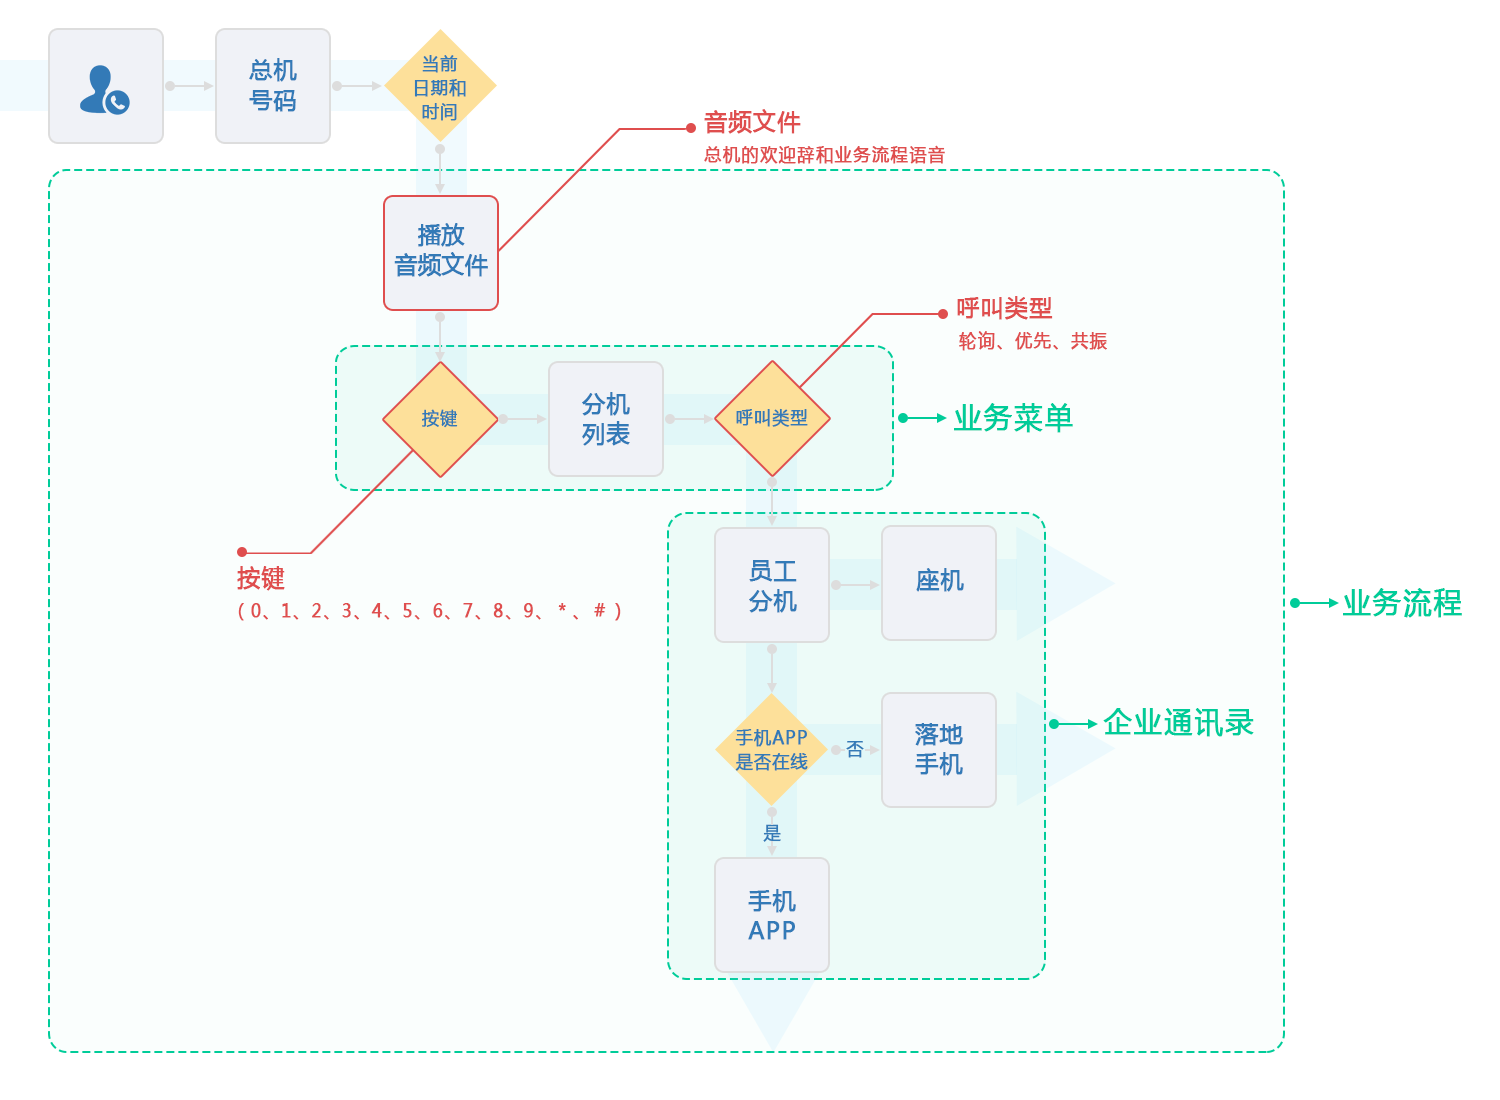 总机
号码
当前
日期和
时间
音频文件
总机的欢迎辞和业务流程语音
播放
音频文件
呼叫类型
轮询、优先、共振
按键
分机
列表
呼叫类型
业务菜单
按键
( 0、1、2、3、4、5、6、7、8、9、 * 、 # )
员工
分机
座机
业务流程
手机APP
是否在线
否
落地
手机
企业通讯录
是
手机
APP